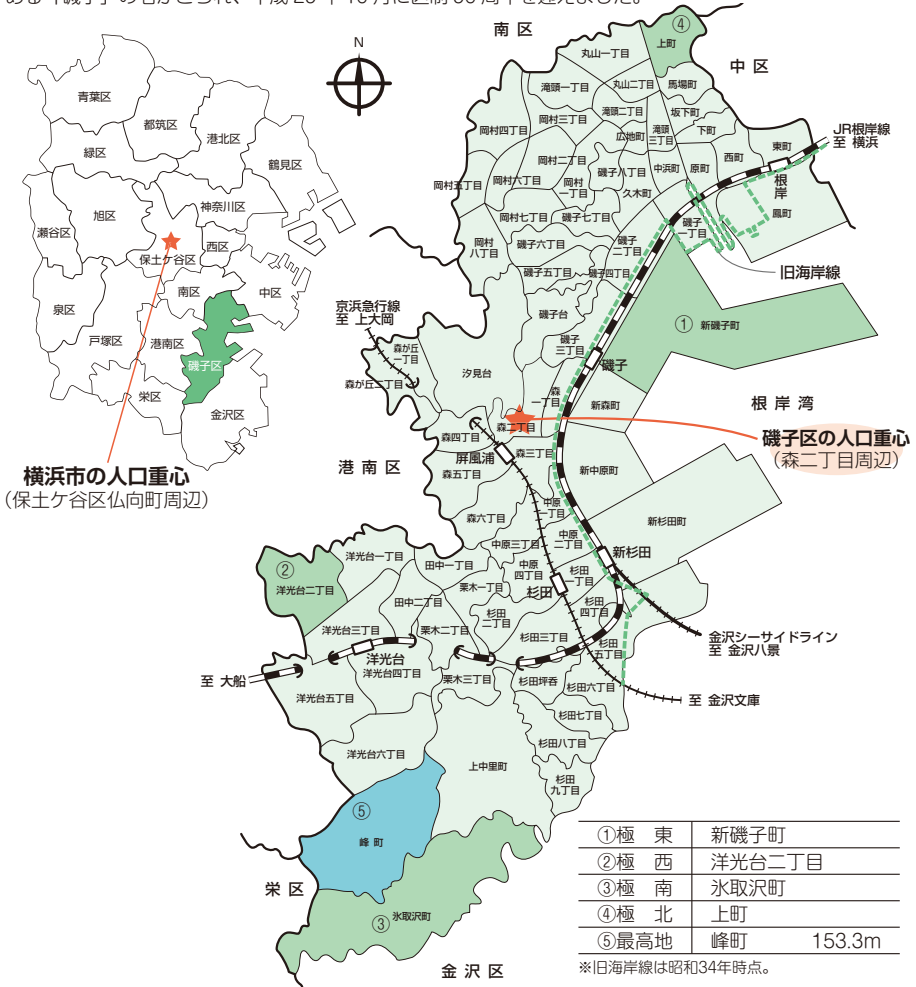 ある「磯子」の名がとられ、平成
南区
中区
N
青葉区
都筑区
港北区
緑区
鶴見区
旭区
神奈川区
瀬谷区
西区
保土ケ谷区
南区
中区
泉区
戸塚区
港南区
磯子区
栄区
金沢区
横浜市の人口重心
（保土ケ谷区仏向町周辺）
④
上町
丸山一丁目
滝頭一丁目
丸山二丁目
馬場町
岡村四丁目
岡村三丁目
滝頭二丁目
広地町
滝頭三丁目
坂下町
下町
JR根岸線
至 横浜
岡村五丁目
岡村六丁目
岡村二丁目
岡村一丁目
磯子八丁目
久木町
中浜町
原町
西町
東町
根岸
鳳町
岡村七丁目
磯子七丁目
岡村八丁目
磯子六丁目
磯子二丁目
磯子一丁目
旧海岸線
磯子五丁目
磯子四丁目
京浜急行線
至 上大岡
磯子台
磯子三丁目
① 新磯子町
磯子
森が丘一丁目
森が丘二丁目
汐見台
森一丁目
新森町
根岸湾
森二丁目
磯子区の人口重心
（森二丁目周辺）
森四丁目
屏風浦
森三丁目
港南区
森五丁目
新中原町
森六丁目
中原一丁目
新杉田町
中原三丁目
中原二丁目
新杉田
②
洋光台二丁目
洋光台一丁目
田中一丁目
栗木一丁目
中原四丁目
杉田
杉田一丁目
田中二丁目
杉田二丁目
杉田四丁目
洋光台三丁目
栗木二丁目
杉田三丁目
杉田五丁目
金沢シーサイドライン
至 金沢八景
洋光台
至 大船
洋光台四丁目
栗木三丁目
杉田坪呑
杉田六丁目
至 金沢文庫
洋光台五丁目
杉田七丁目
洋光台六丁目
杉田八丁目
上中里町
杉田九丁目
⑤
峰町
栄区
③ 氷取沢町
金沢区
①極 東 新磯子町
②極 西 洋光台二丁目
③極 南 氷取沢町
④極 北 上町
⑤最高地 峰町 153.3m
※旧海岸線は昭和34年時点。